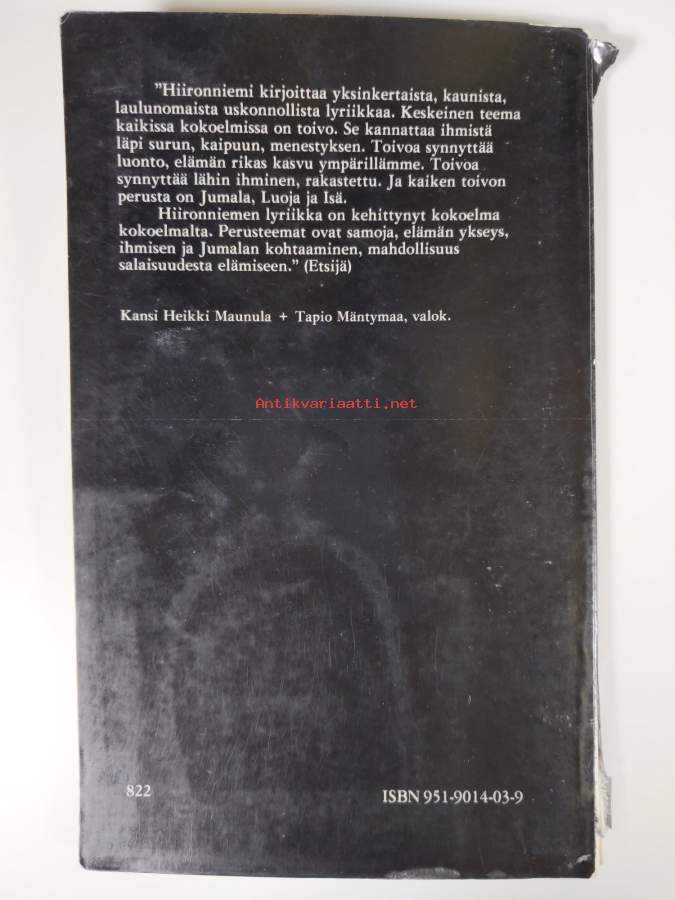 "Hiironniemi kirjoittaa yksinkertaista, kaunista,
laulunomaista uskonnollista lyriikkaa. Keskeinen teema
kaikissa kokoelmissa on toivo. Se kannattaa ihmistä
läpi surun, kaipuun, menestyksen. Toivoa synnyttää
luonto, elämän rikas kasvu ympärillämme. Toivoa
synnyttää lähin ihminen, rakastettu. Ja kaiken toivon
perusta on Jumala, Luoja ja Isä.
Hiironniemen lyriikka on kehittynyt kokoelma
kokoelmalta. Perusteemat ovat samoja, elämän ykseys,
ihmisen ja Jumalan kohtaaminen, mahdollisuus
salaisuudesta elämiseen." (Etsijä)
Kansi Heikki Maunula + Tapio Mäntymaa, valok.
Antikvariaatti.net
822
ISBN 951-9014-03-9